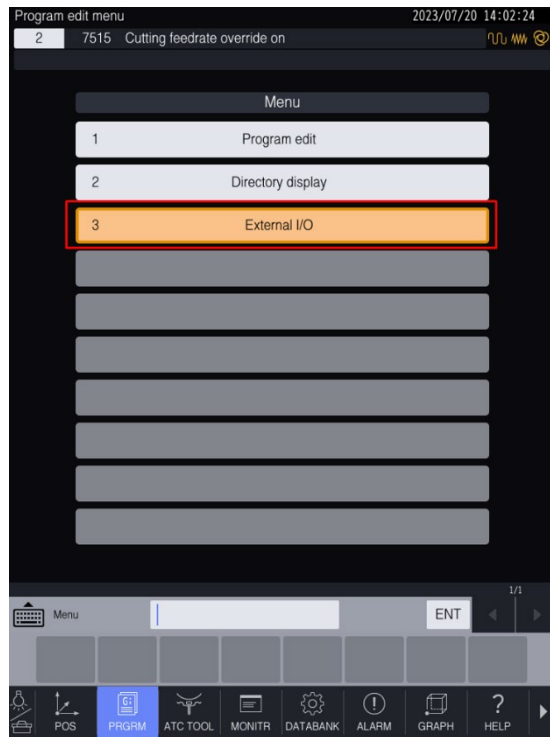 Program edit menu 2023/07/20 14:02:24
2 7515 Cutting feedrate override on
Menu
1 Program edit
2 Directory display
3 External I/O
1/1
Menu ENT
G:
POS PRGRM ATC TOOL MONITR DATABANK ALARM GRAPH HELP